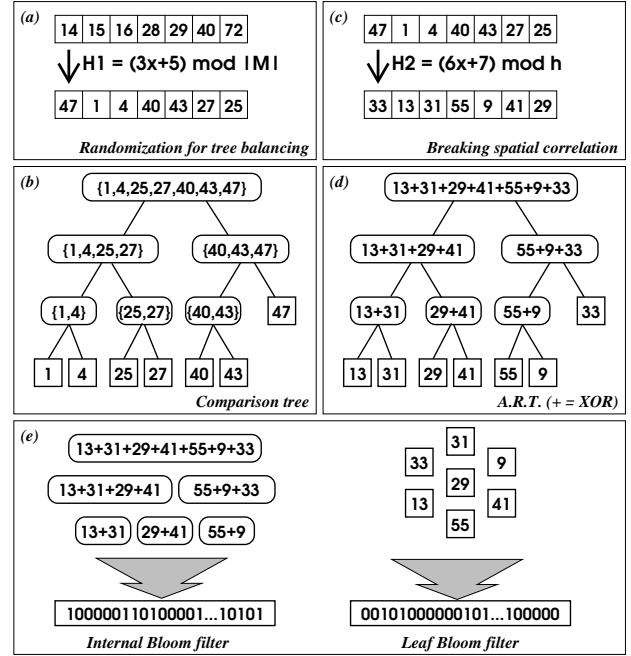 (a)
14 15 16 28 29 40 72
H1 = (3x+5) mod |M|
47 1 4 40 43 27 25
Randomization for tree balancing
(c)
47 1 4 40 43 27 25
H2 = (6x+7) mod h
33 13 31 55 9 41 29
Breaking spatial correlation
(b)
{1,4,25,27,40,43,47}
{1,4,25,27} {40,43,47}
{1,4} {25,27} {40,43} 47
1 4 25 27 40 43
Comparison tree
(d)
13+31+29+41+55+9+33
13+31+29+41 55+9+33
13+31 29+41 55+9 33
13 31 29 41 55 9
A.R.T. (+ = XOR)
(e)
13+31+29+41+55+9+33
13+31+29+41 55+9+33
13+31 29+41 55+9
100000110100001...10101
Internal Bloom filter
31
33 9
29
13 41
55
00101000000101...100000
Leaf Bloom filter